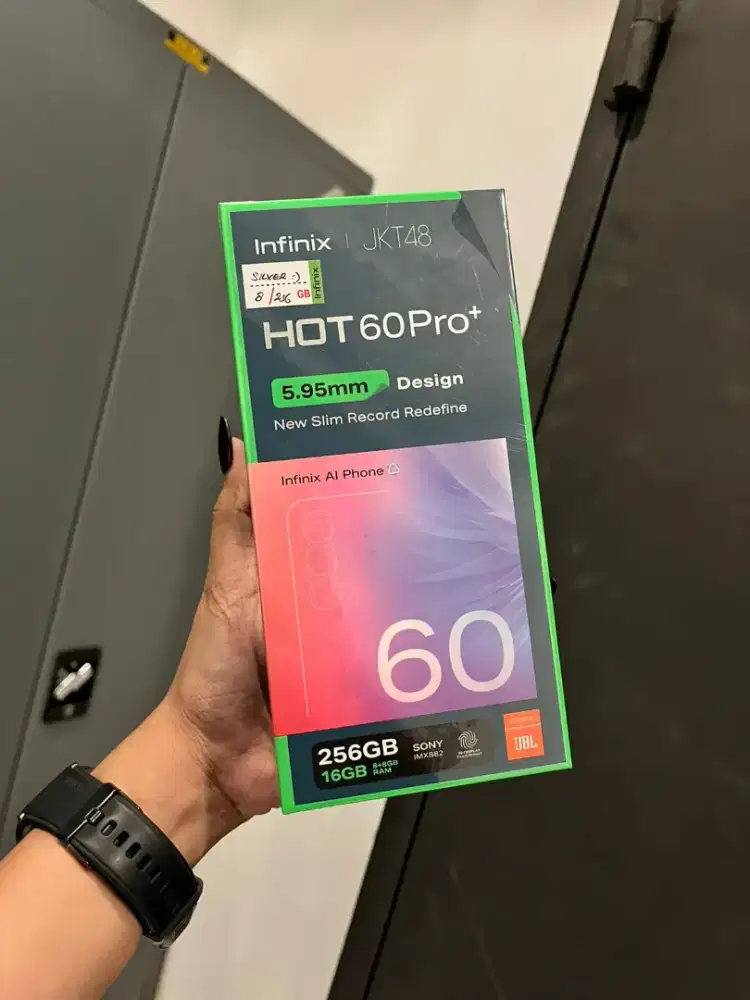 Infinix | JKT48
SILVER :)
8/256 GB
Infinix
HOT 60Pro+
5.95mm Design
New Slim Record Redefine
Infinix AI Phone
60
256GB
16GB 8+8GB RAM
SONY
IMX882
JBL